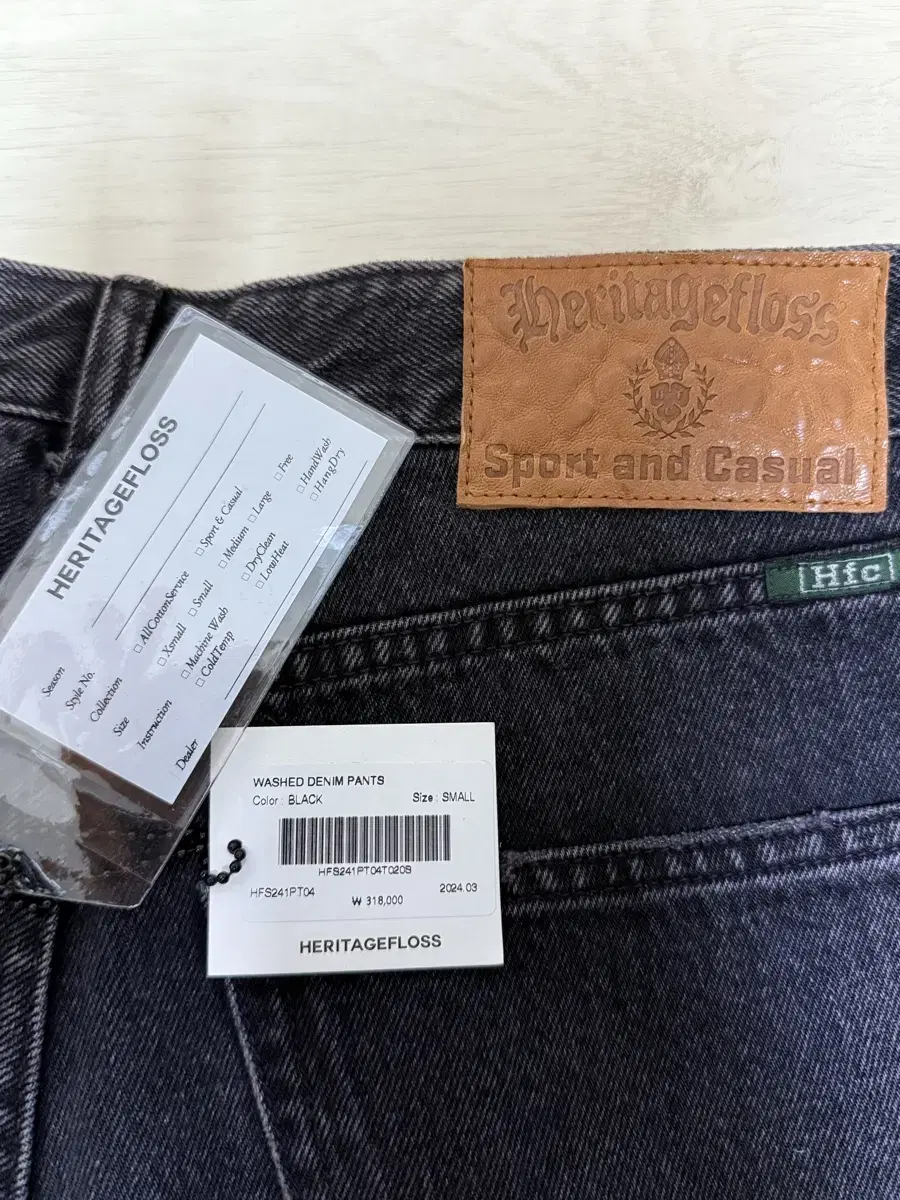 Heritagefloss
Sport and Casual
Hfc
HERITAGEFLOSS
Season
Style No.
Collection □AllCottonService □Sport & Casual
Size □Xsmall □Small □Medium □Large □Free
Instruction □Machine Wash □DryClean □HandWash
□ColdTemp □LowHeat □HangDry
Dealer
WASHED DENIM PANTS
Color : BLACK Size : SMALL
HFS241PT04T020S
HFS241PT04 2024.03
₩ 318,000
HERITAGEFLOSS